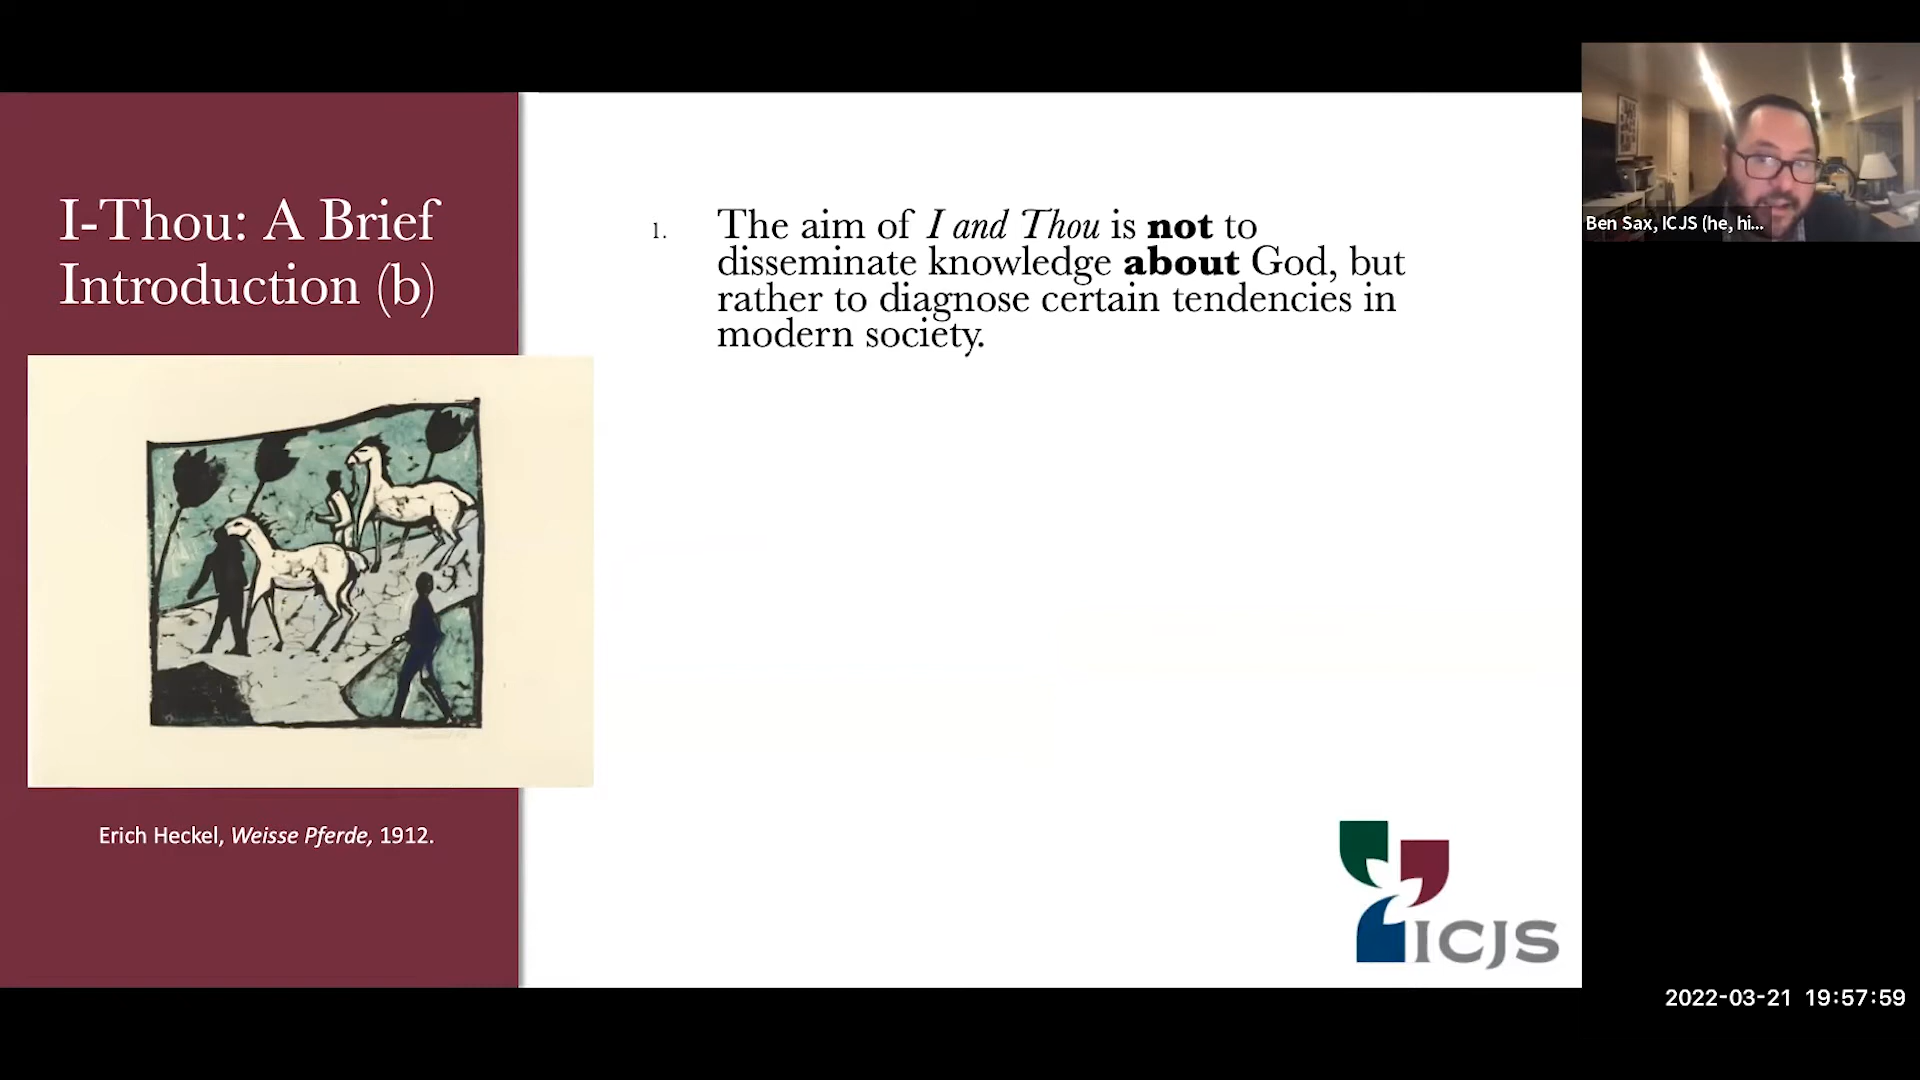 I-Thou: A Brief
Introduction (b)
1. The aim of I and Thou is not to
disseminate knowledge about God, but
rather to diagnose certain tendencies in
modern society.
Erich Heckel, Weisse Pferde, 1912.
ICJS
Ben Sax, ICJS (he, hi...
2022-03-21 19:57:59